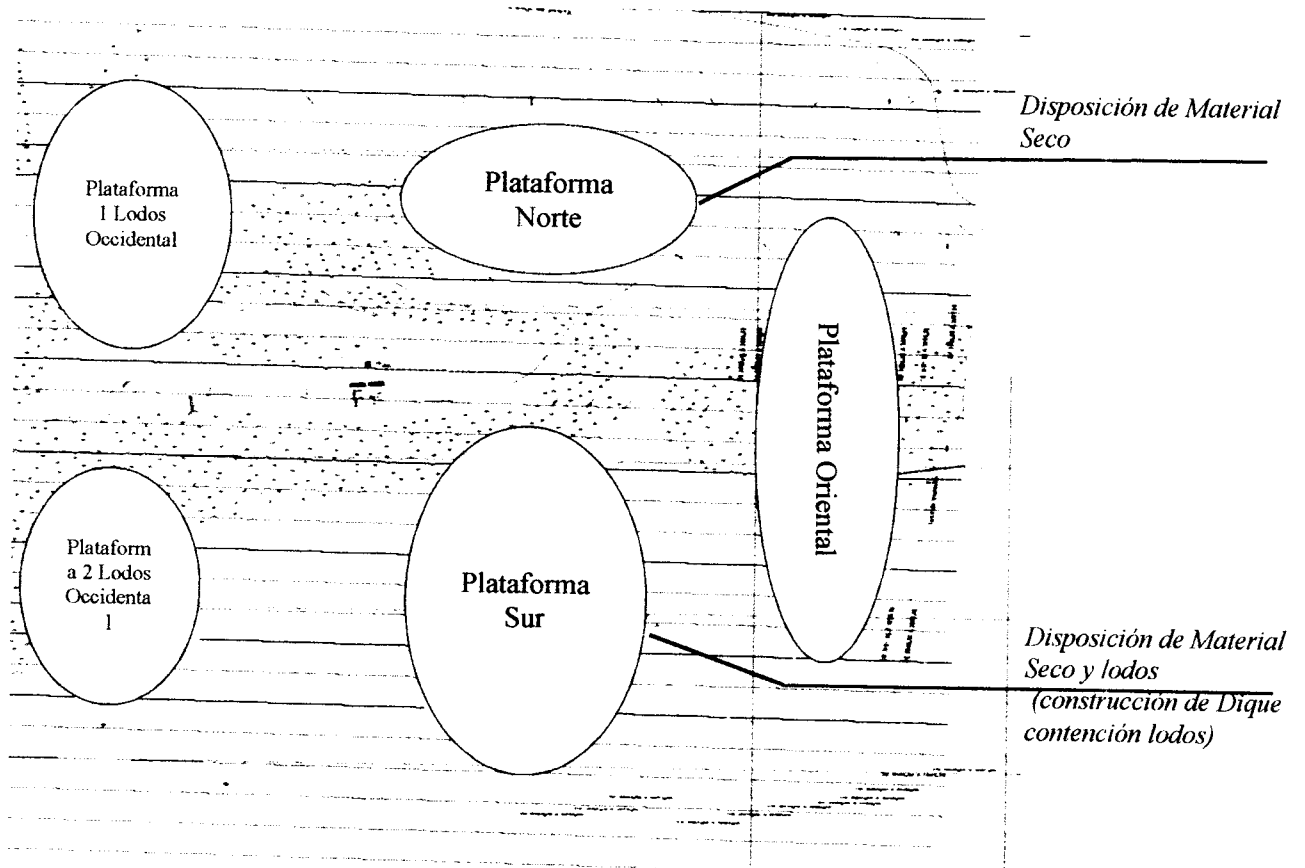 Disposición de Material
Seco
Plataforma
1 Lodos
Occidental
Plataforma
Norte
Plataforma Oriental
Plataform
a 2 Lodos
Occidenta
l
Plataforma
Sur
Disposición de Material
Seco y lodos
(construcción de Dique
contención lodos)